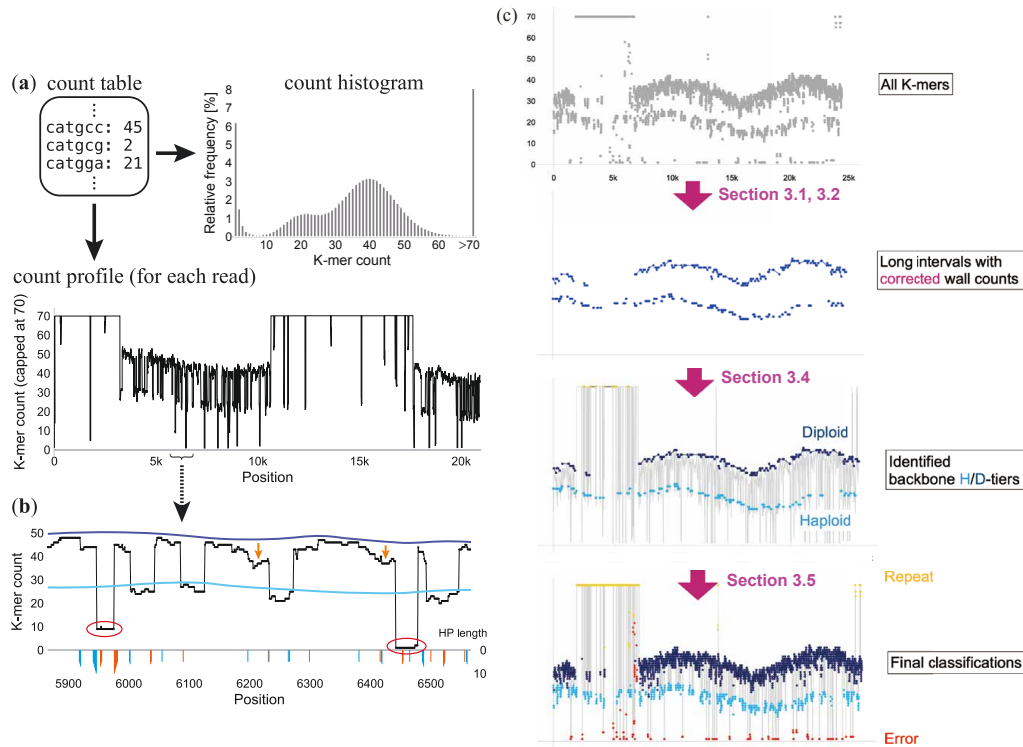 (a)
count table
⋮
catgcc: 45
catgcg: 2
catgga: 21
⋮
count histogram
Relative frequency [%]
8
7
6
5
4
3
2
1
0
10 20 30 40 50 60 >70
K-mer count
count profile (for each read)
K-mer count (capped at 70)
70
60
50
40
30
20
10
0
0 5k 10k 15k 20k
Position
(b)
K-mer count
50
40
30
20
10
0
HP length
0
10
5900 6000 6100 6200 6300 6400 6500
Position
(c)
70
60
50
40
30
20
10
0
0 5k 10k 15k 20k 25k
All K-mers
Section 3.1, 3.2
Long intervals with
corrected wall counts
Section 3.4
Diploid
Haploid
Identified
backbone H/D-tiers
Section 3.5
Repeat
Final classifications
Error